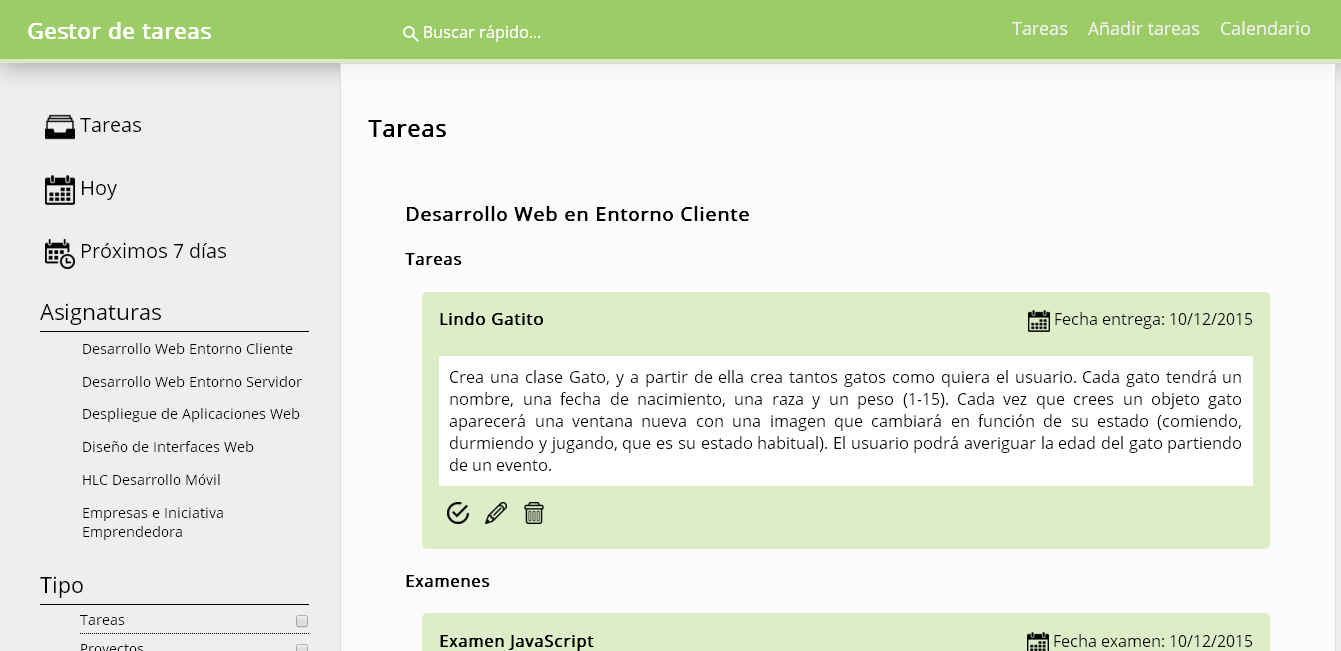 Gestor de tareas
Buscar rápido...
Tareas
Añadir tareas
Calendario
Tareas
Hoy
Próximos 7 días
Asignaturas
Desarrollo Web Entorno Cliente
Desarrollo Web Entorno Servidor
Despliegue de Aplicaciones Web
Diseño de Interfaces Web
HLC Desarrollo Móvil
Empresas e Iniciativa
Emprendedora
Tipo
Tareas
Proyectos
Tareas
Desarrollo Web en Entorno Cliente
Tareas
Lindo Gatito
Fecha entrega: 10/12/2015
Crea una clase Gato, y a partir de ella crea tantos gatos como quiera el usuario. Cada gato tendrá un
nombre, una fecha de nacimiento, una raza y un peso (1-15). Cada vez que crees un objeto gato
aparecerá una ventana nueva con una imagen que cambiará en función de su estado (comiendo,
durmiendo y jugando, que es su estado habitual). El usuario podrá averiguar la edad del gato partiendo
de un evento.
Examenes
Examen JavaScript
Fecha examen: 10/12/2015